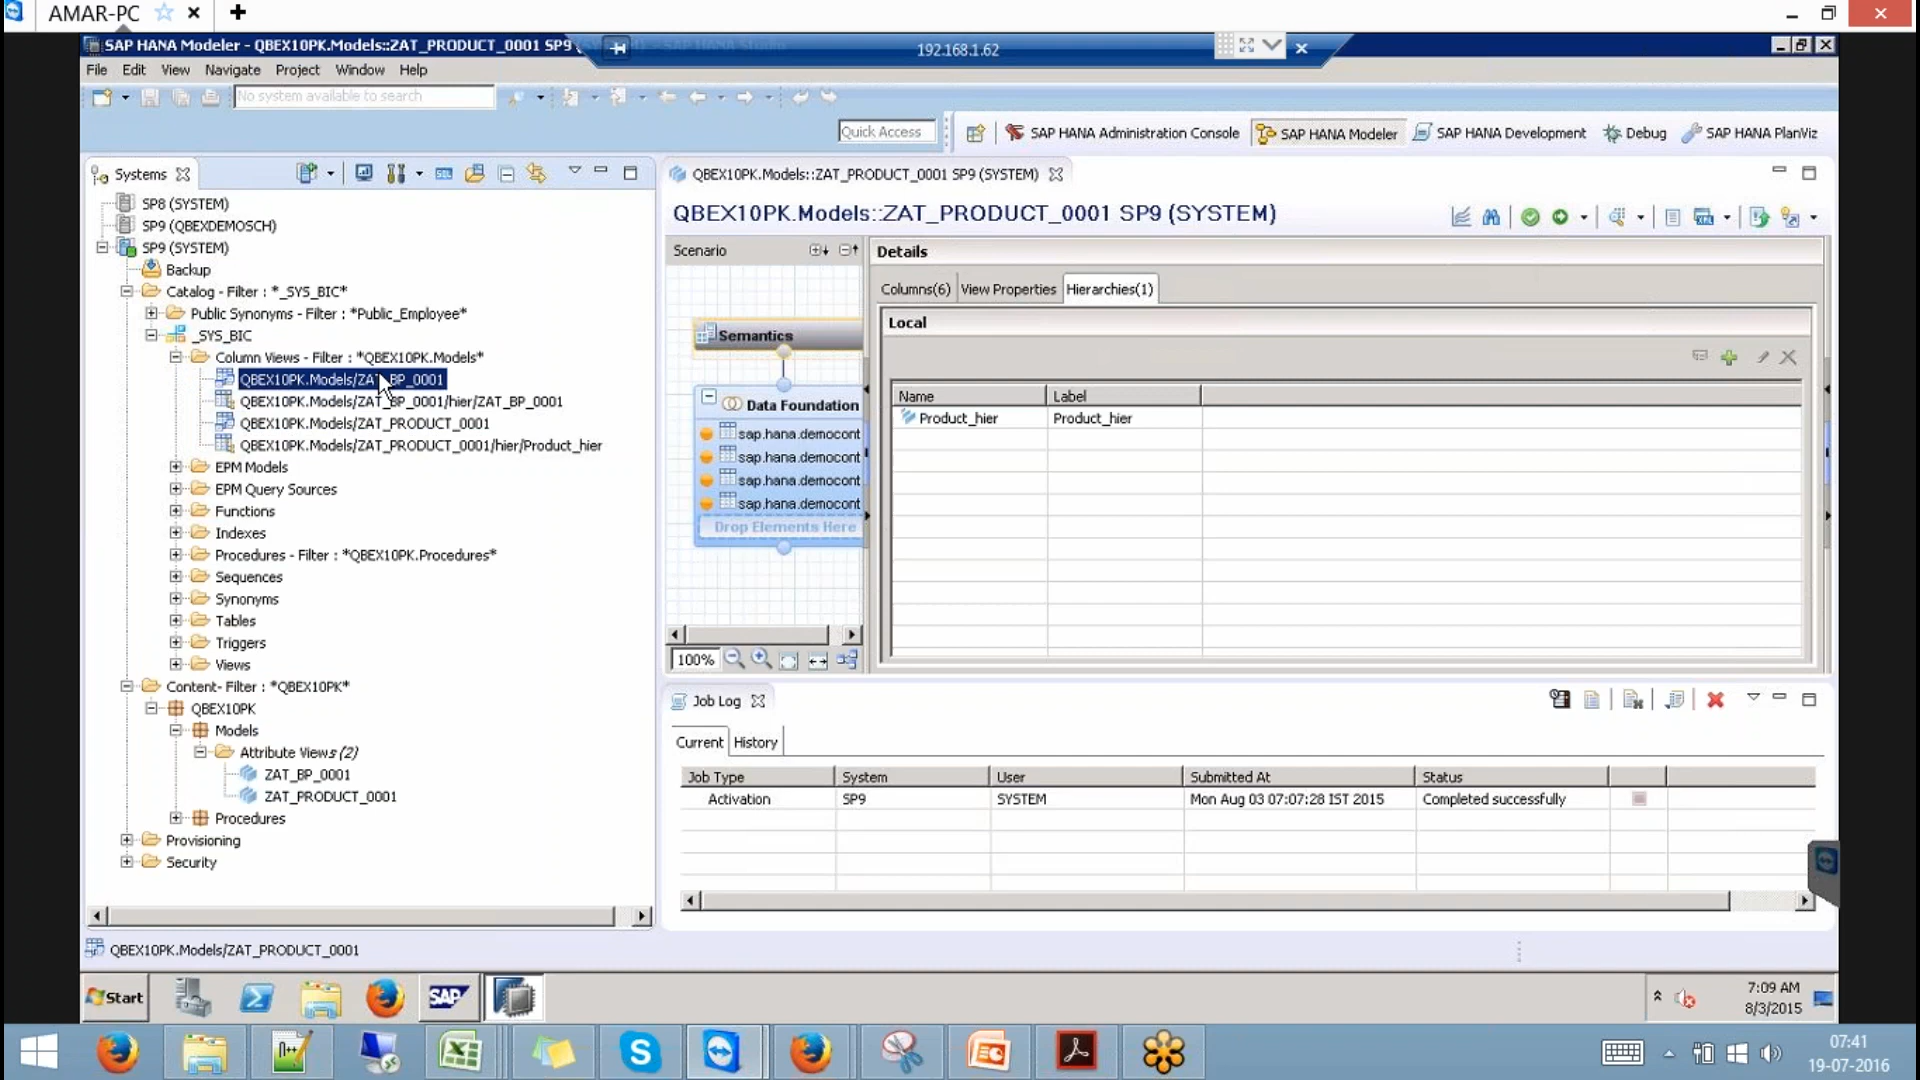 AMAR-PC
SAP HANA Modeler - QBEX10PK.Models::ZAT_PRODUCT_0001 SP9
192.168.1.62
File Edit View Navigate Project Window Help
No system available to search
Quick Access
SAP HANA Administration Console
SAP HANA Modeler
SAP HANA Development
Debug
SAP HANA PlanViz
Systems
SP8 (SYSTEM)
SP9 (QBEXDEMOSCH)
SP9 (SYSTEM)
Backup
Catalog - Filter : *_SYS_BIC*
Public Synonyms - Filter : *Public_Employee*
_SYS_BIC
Column Views - Filter : *QBEX10PK.Models*
QBEX10PK.Models/ZAT_BP_0001
QBEX10PK.Models/ZAT_BP_0001/hier/ZAT_BP_0001
QBEX10PK.Models/ZAT_PRODUCT_0001
QBEX10PK.Models/ZAT_PRODUCT_0001/hier/Product_hier
EPM Models
EPM Query Sources
Functions
Indexes
Procedures - Filter : *QBEX10PK.Procedures*
Sequences
Synonyms
Tables
Triggers
Views
Content- Filter : *QBEX10PK*
QBEX10PK
Models
Attribute Views (2)
ZAT_BP_0001
ZAT_PRODUCT_0001
Procedures
Provisioning
Security
QBEX10PK.Models::ZAT_PRODUCT_0001 SP9 (SYSTEM)
QBEX10PK.Models::ZAT_PRODUCT_0001 SP9 (SYSTEM)
Scenario
Semantics
Data Foundation
sap.hana.democont
sap.hana.democont
sap.hana.democont
sap.hana.democont
Drop Elements Here
100%
Details
Columns(6) View Properties Hierarchies(1)
Local
Name Label
Product_hier Product_hier
Job Log
Current History
Job Type System User Submitted At Status
Activation SP9 SYSTEM Mon Aug 03 07:07:28 IST 2015 Completed successfully
QBEX10PK.Models/ZAT_PRODUCT_0001
Start
SAP
7:09 AM
8/3/2015
07:41
19-07-2016